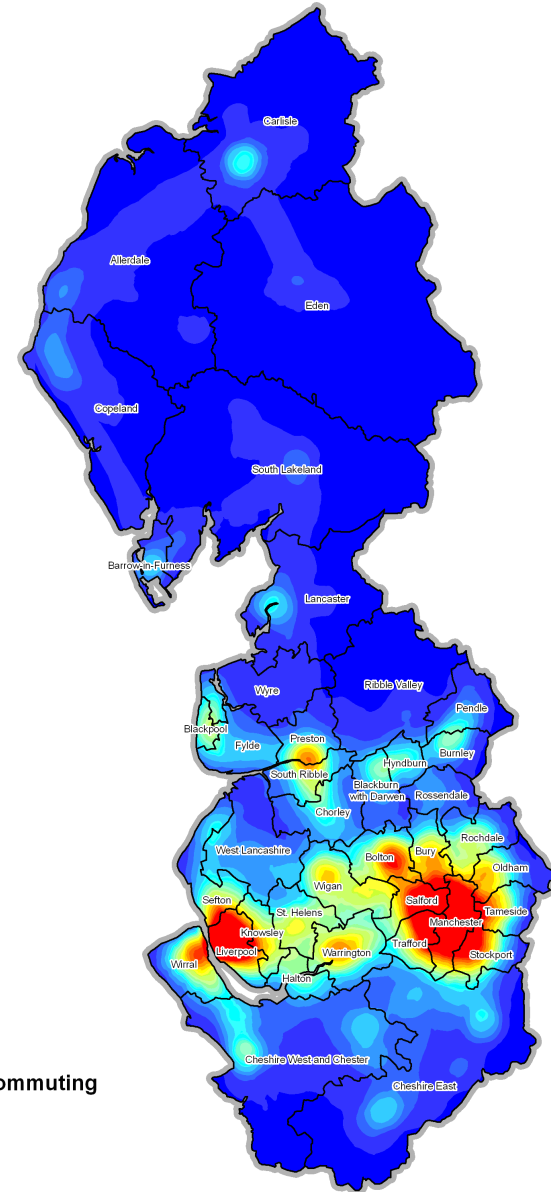 Carlisle
Allerdale
Eden
Copeland
South Lakeland
Barrow-in-Furness
Lancaster
Wyre
Ribble Valley
Pendle
Blackpool
Preston
Fylde
Burnley
Hyndburn
South Ribble
Blackburn
with Darwen
Rossendale
Chorley
Rochdale
West Lancashire
Bury
Bolton
Oldham
Wigan
Sefton
Salford
St. Helens
Tameside
Manchester
Knowsley
Trafford
Liverpool
Warrington
Stockport
Wirral
Halton
Cheshire West and Chester
ommuting
Cheshire East